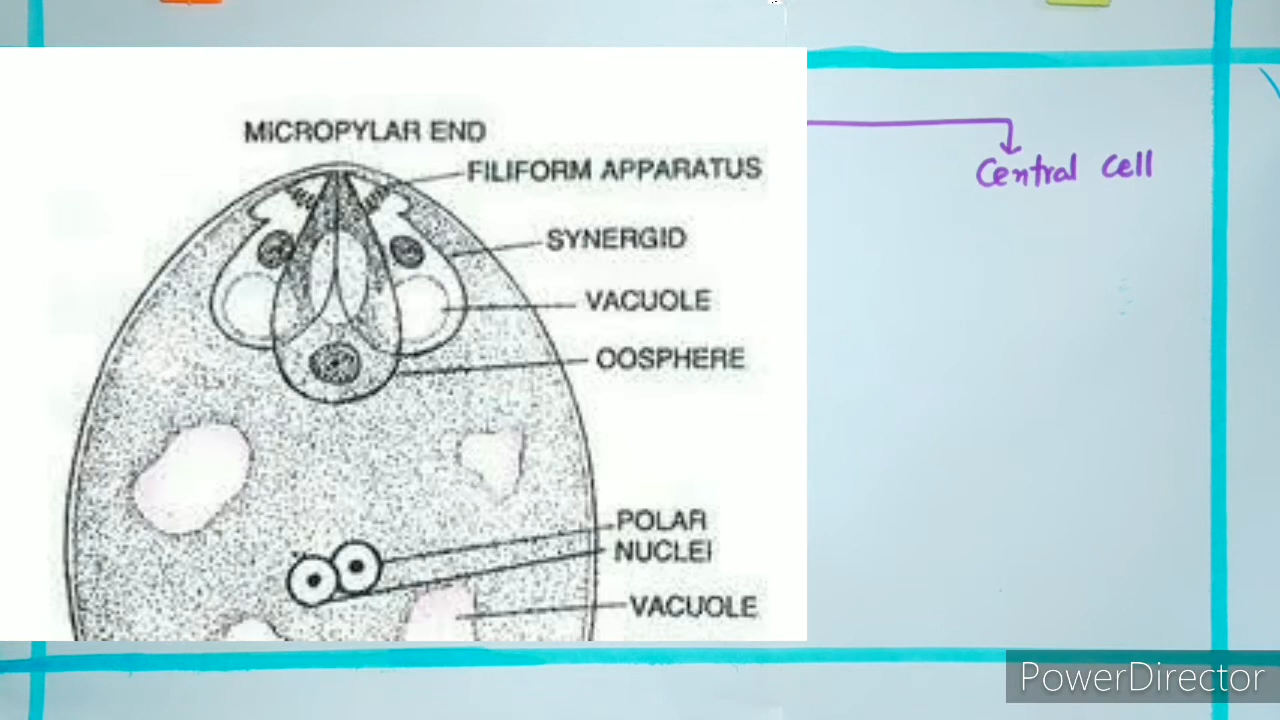 MICROPYLAR END
FILIFORM APPARATUS
Central Cell
SYNERGID
VACUOLE
OOSPHERE
POLAR
NUCLEI
VACUOLE
PowerDirector